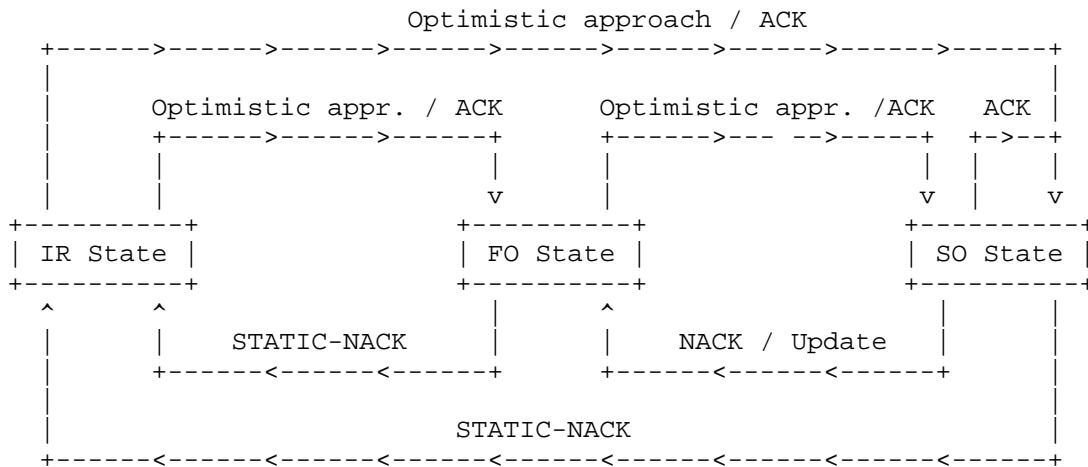 Optimistic approach / ACK
Optimistic appr. / ACK Optimistic appr. /ACK ACK
IR State FO State SO State
STATIC-NACK NACK / Update
STATIC-NACK